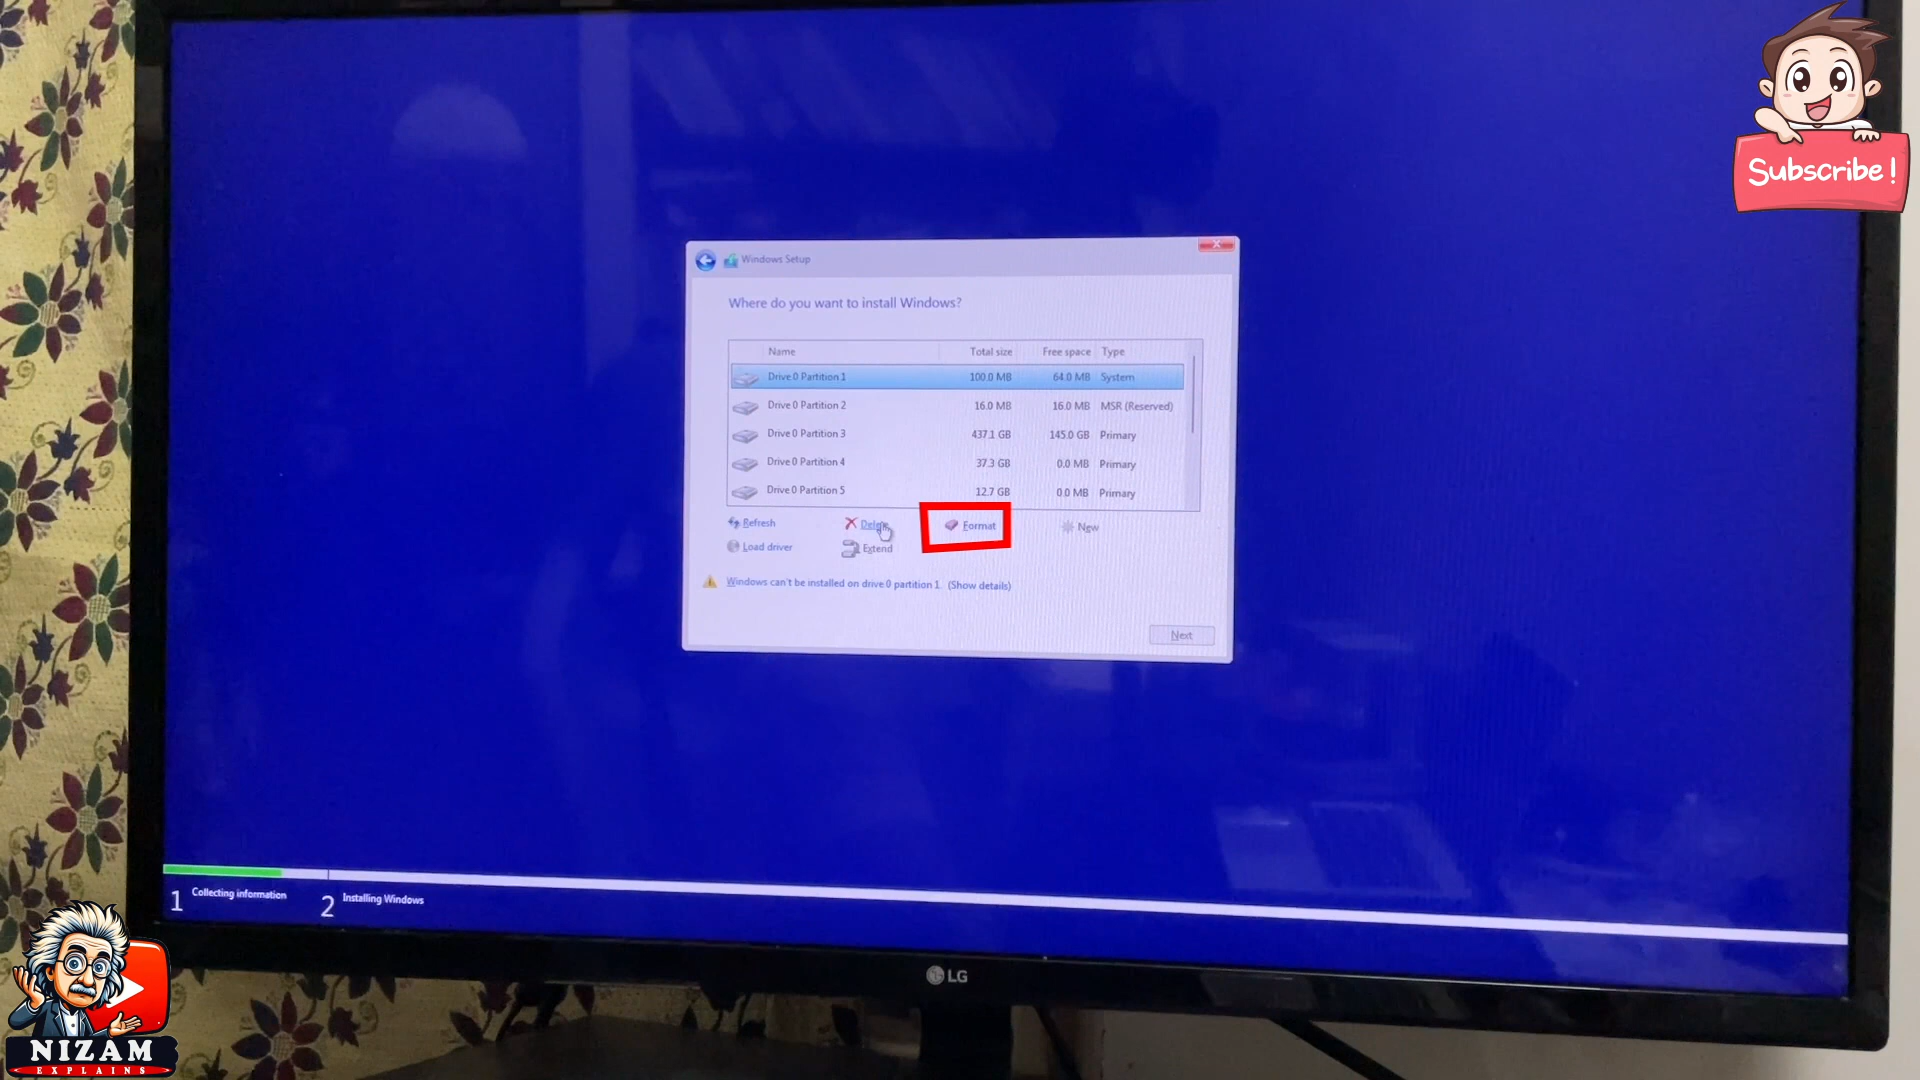 Subscribe!
Windows Setup
Where do you want to install Windows?
Name Total size Free space Type
Drive 0 Partition 1 100.0 MB 64.0 MB System
Drive 0 Partition 2 16.0 MB 16.0 MB MSR (Reserved)
Drive 0 Partition 3 437.1 GB 145.0 GB Primary
Drive 0 Partition 4 37.3 GB 0.0 MB Primary
Drive 0 Partition 5 12.7 GB 0.0 MB Primary
Refresh Delete Format New
Load driver Extend
Windows can't be installed on drive 0 partition 1. (Show details)
Next
1 Collecting information 2 Installing Windows
LG
NIZAM
EXPLAINS